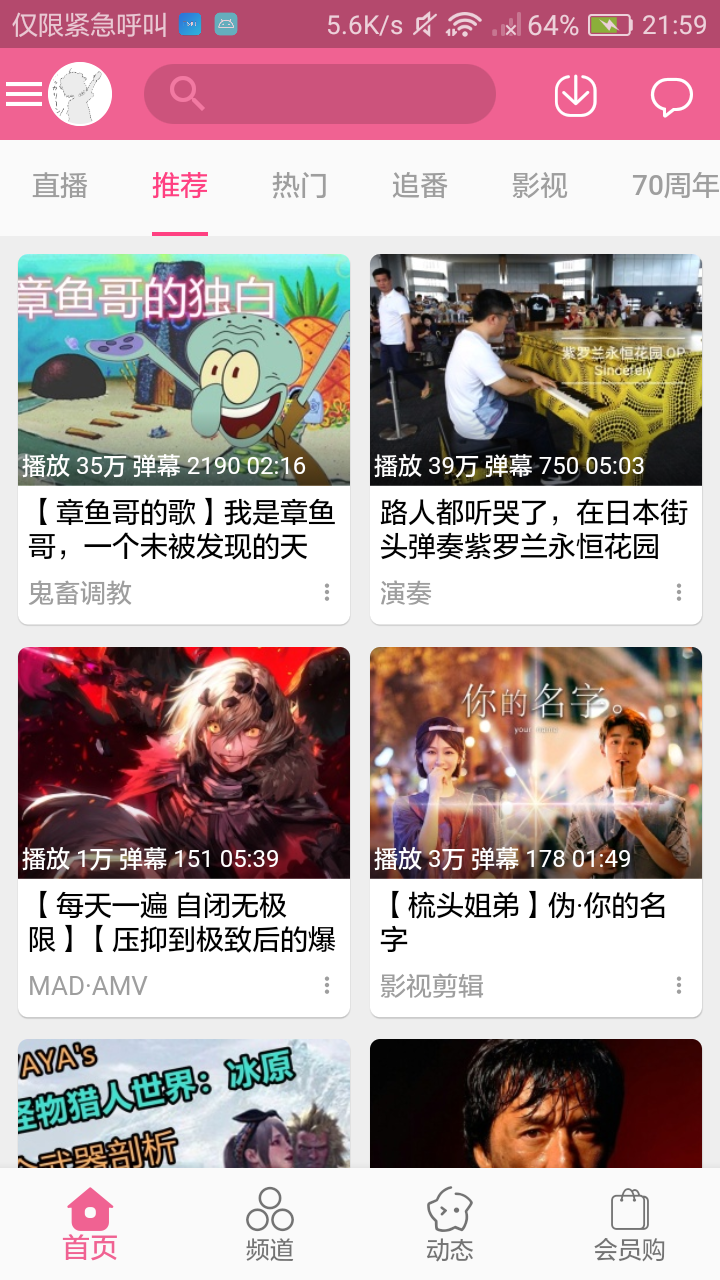 仅限紧急呼叫 5.6K/s 64% 21:59
直播 推荐 热门 追番 影视 70周年
章鱼哥的独白
播放 35万 弹幕 2190 02:16
【章鱼哥的歌】我是章鱼
哥，一个未被发现的天
鬼畜调教
紫罗兰永恒花园 OP
Sincerely
播放 39万 弹幕 750 05:03
路人都听哭了，在日本街
头弹奏紫罗兰永恒花园
演奏
播放 1万 弹幕 151 05:39
【每天一遍 自闭无极
限】【压抑到极致后的爆
MAD·AMV
你的名字。
your name
播放 3万 弹幕 178 01:49
【梳头姐弟】伪·你的名
字
影视剪辑
AYA's
怪物猎人世界：冰原
武器剖析
首页 频道 动态 会员购